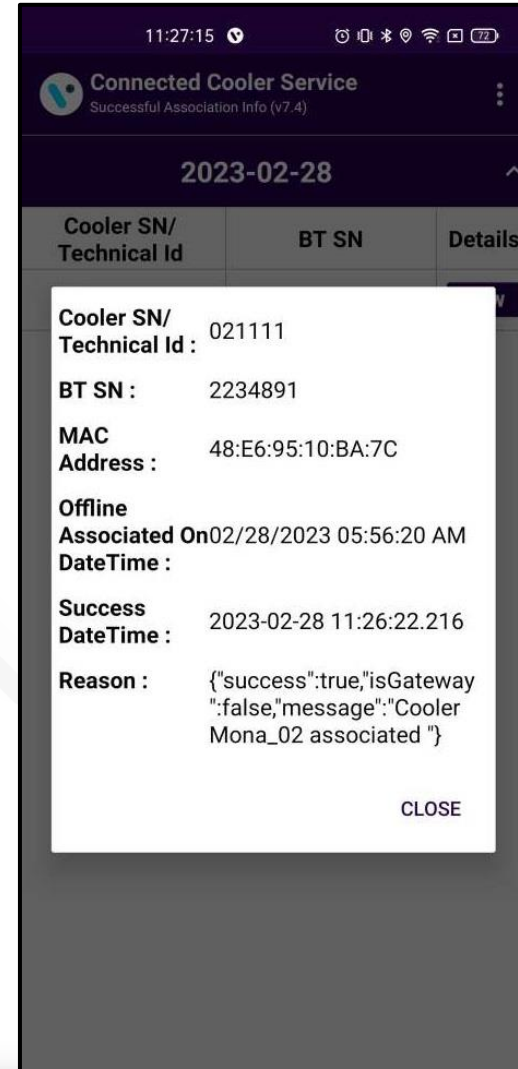 11:27:15
72
Connected Cooler Service
Successful Association Info (v7.4)
2023-02-28
Cooler SN/
Technical Id
BT SN
Details
W
Cooler SN/
Technical Id :
021111
BT SN :
2234891
MAC
Address :
48:E6:95:10:BA:7C
Offline
Associated On
DateTime :
02/28/2023 05:56:20 AM
Success
DateTime :
2023-02-28 11:26:22.216
Reason :
{"success":true,"isGateway
":false,"message":"Cooler
Mona_02 associated "}
CLOSE